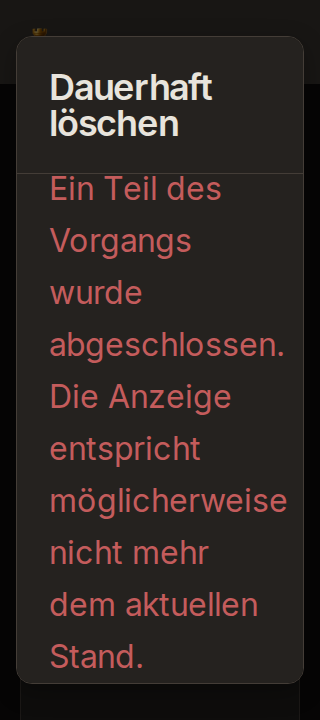 Dauerhaft
löschen
Ein Teil des
Vorgangs
wurde
abgeschlossen.
Die Anzeige
entspricht
möglicherweise
nicht mehr
dem aktuellen
Stand.